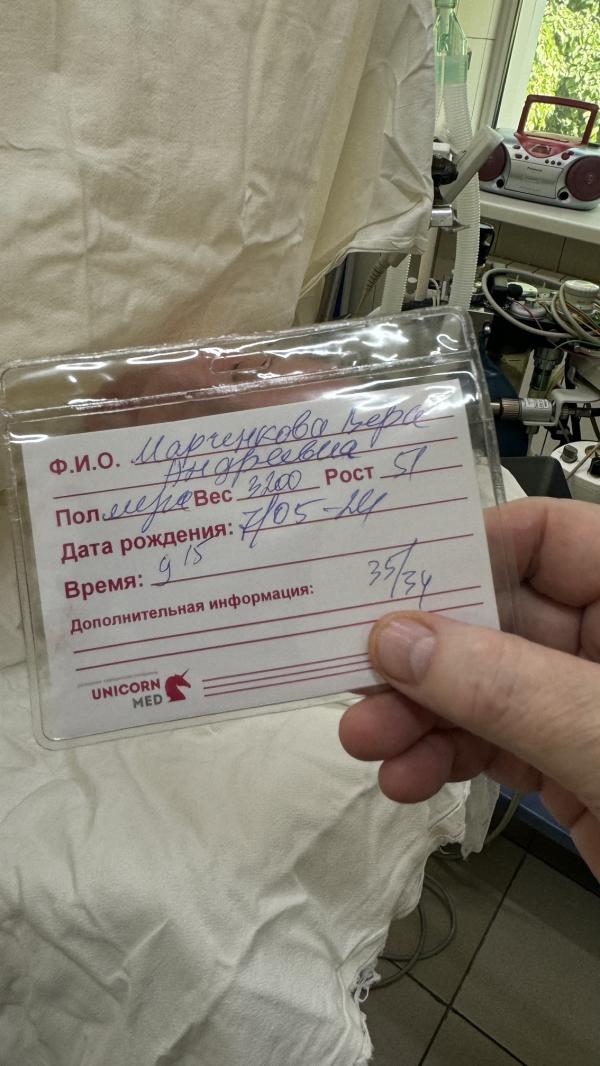 Ф.И.О. Марченкова Вера
Андреевна
Пол Вес 3200 Рост 51
Дата рождения: 7/05-24
Время: 9 15
Дополнительная информация: 35/34
UNICORN
MED
Panasonic